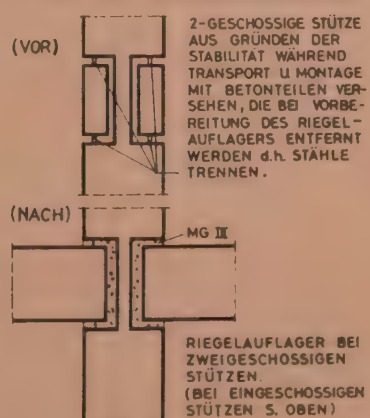 (VOR)
2-GESCHOSSIGE STÜTZE
AUS GRÜNDEN DER
STABILITÄT WÄHREND
TRANSPORT U. MONTAGE
MIT BETONTEILEN VER-
SEHEN, DIE BEI VORBE-
REITUNG DES RIEGEL-
AUFLAGERS ENTFERNT
WERDEN d.h. STÄHLE
TRENNEN.
(NACH)
MG III
RIEGELAUFLAGER BEI
ZWEIGESCHOSSIGEN
STÜTZEN.
(BEI EINGESCHOSSIGEN
STÜTZEN S. OBEN)